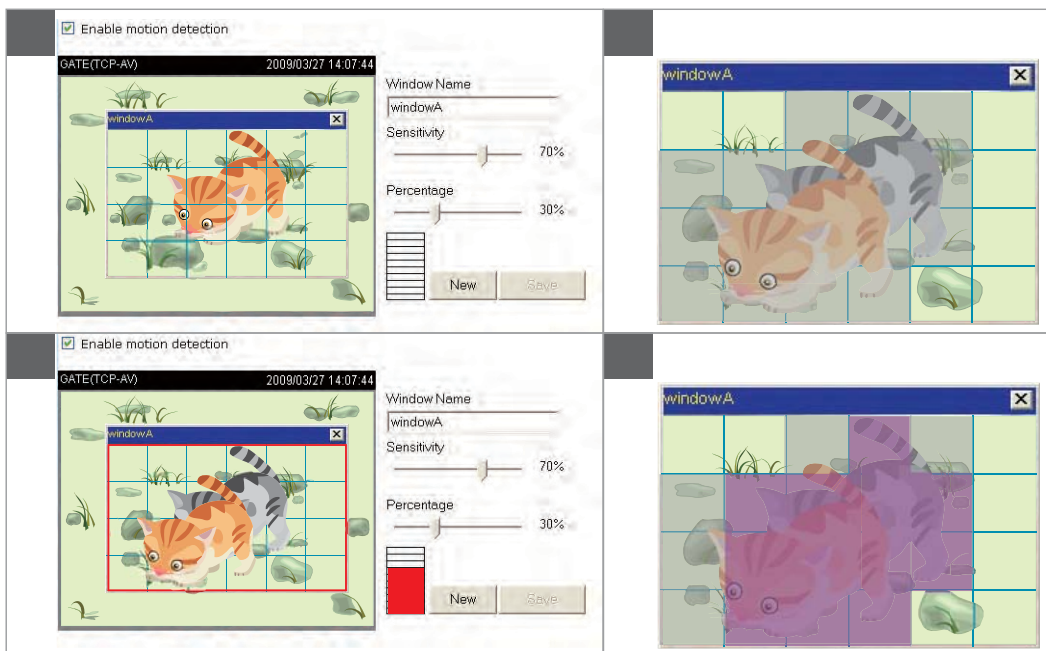 Enable motion detection
GATE(TCP-AV) 2009/03/27 14:07:44
windowA
Window Name
windowA
Sensitivity
70%
Percentage
30%
New Save
windowA
Enable motion detection
GATE(TCP-AV) 2009/03/27 14:07:44
windowA
Window Name
windowA
Sensitivity
70%
Percentage
30%
New Save
windowA